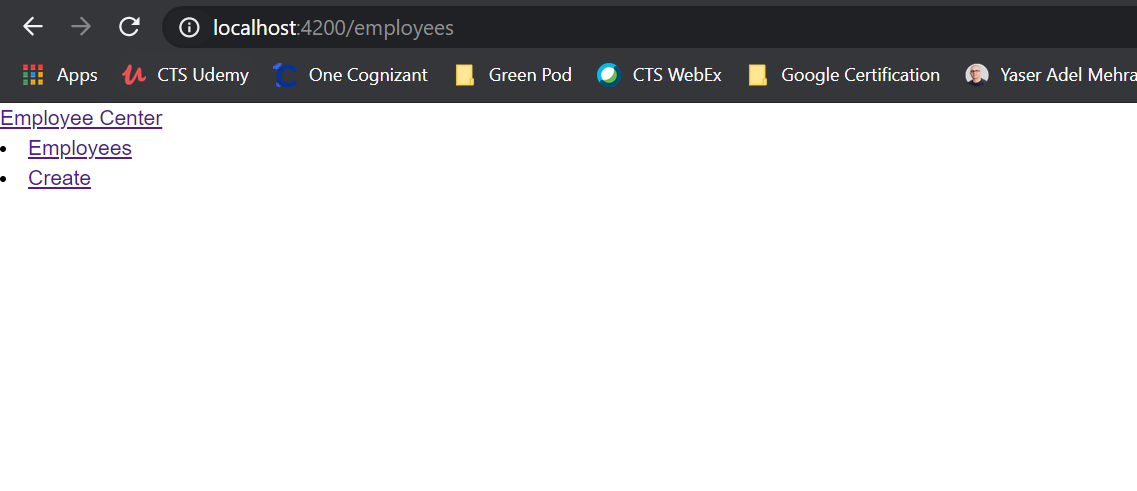 localhost:4200/employees
Apps CTS Udemy One Cognizant Green Pod CTS WebEx Google Certification Yaser Adel Mehra
Employee Center
Employees
Create